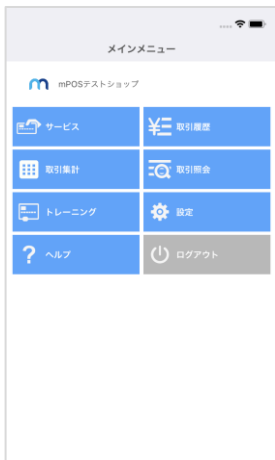 メインメニュー
mPOSテストショップ
サービス
取引履歴
取引集計
取引照会
トレーニング
設定
ヘルプ
ログアウト